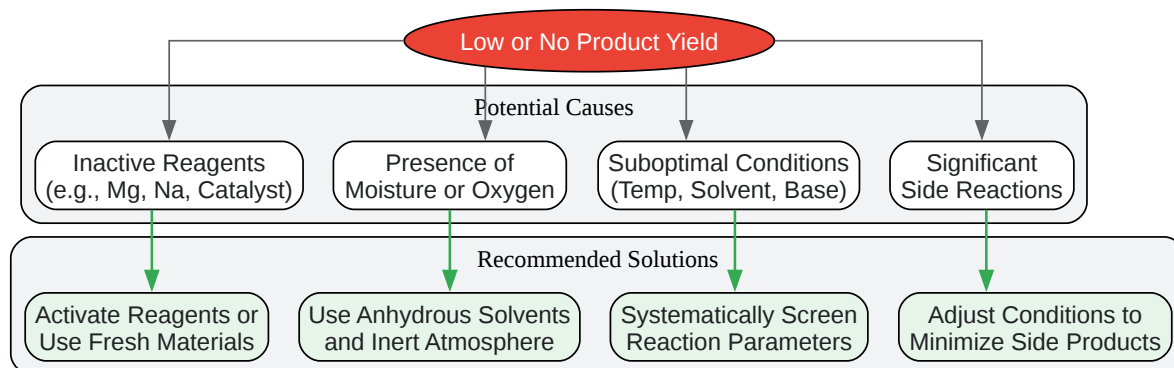 Low or No Product Yield
Potential Causes
Inactive Reagents
(e.g., Mg, Na, Catalyst)
Presence of
Moisture or Oxygen
Suboptimal Conditions
(Temp, Solvent, Base)
Significant
Side Reactions
Recommended Solutions
Activate Reagents or
Use Fresh Materials
Use Anhydrous Solvents
and Inert Atmosphere
Systematically Screen
Reaction Parameters
Adjust Conditions to
Minimize Side Products